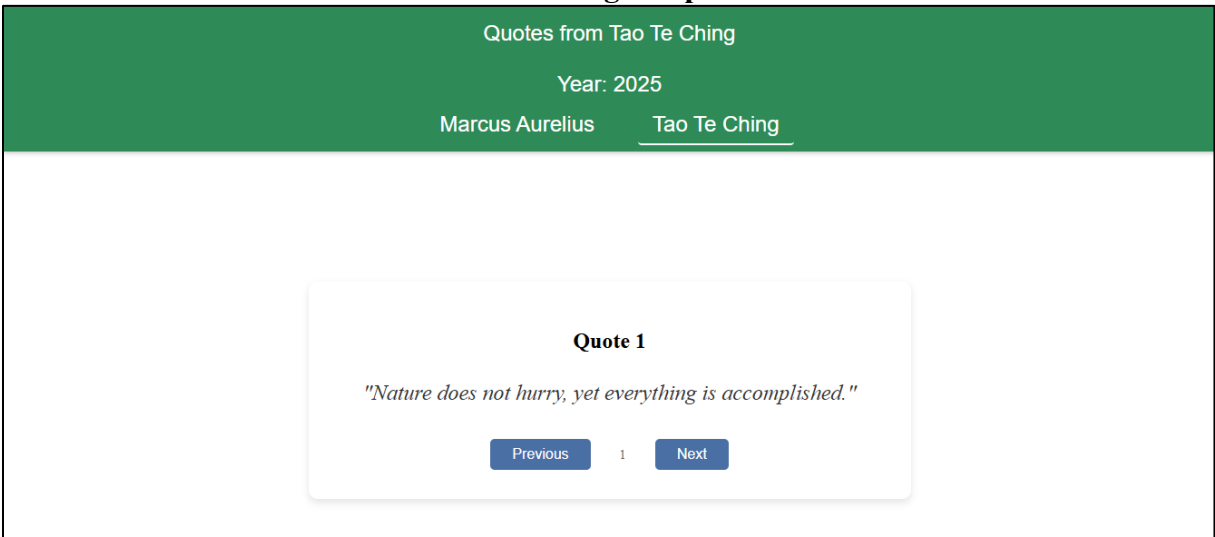 Quotes from Tao Te Ching
Year: 2025
Marcus Aurelius Tao Te Ching
Quote 1
"Nature does not hurry, yet everything is accomplished."
Previous 1 Next